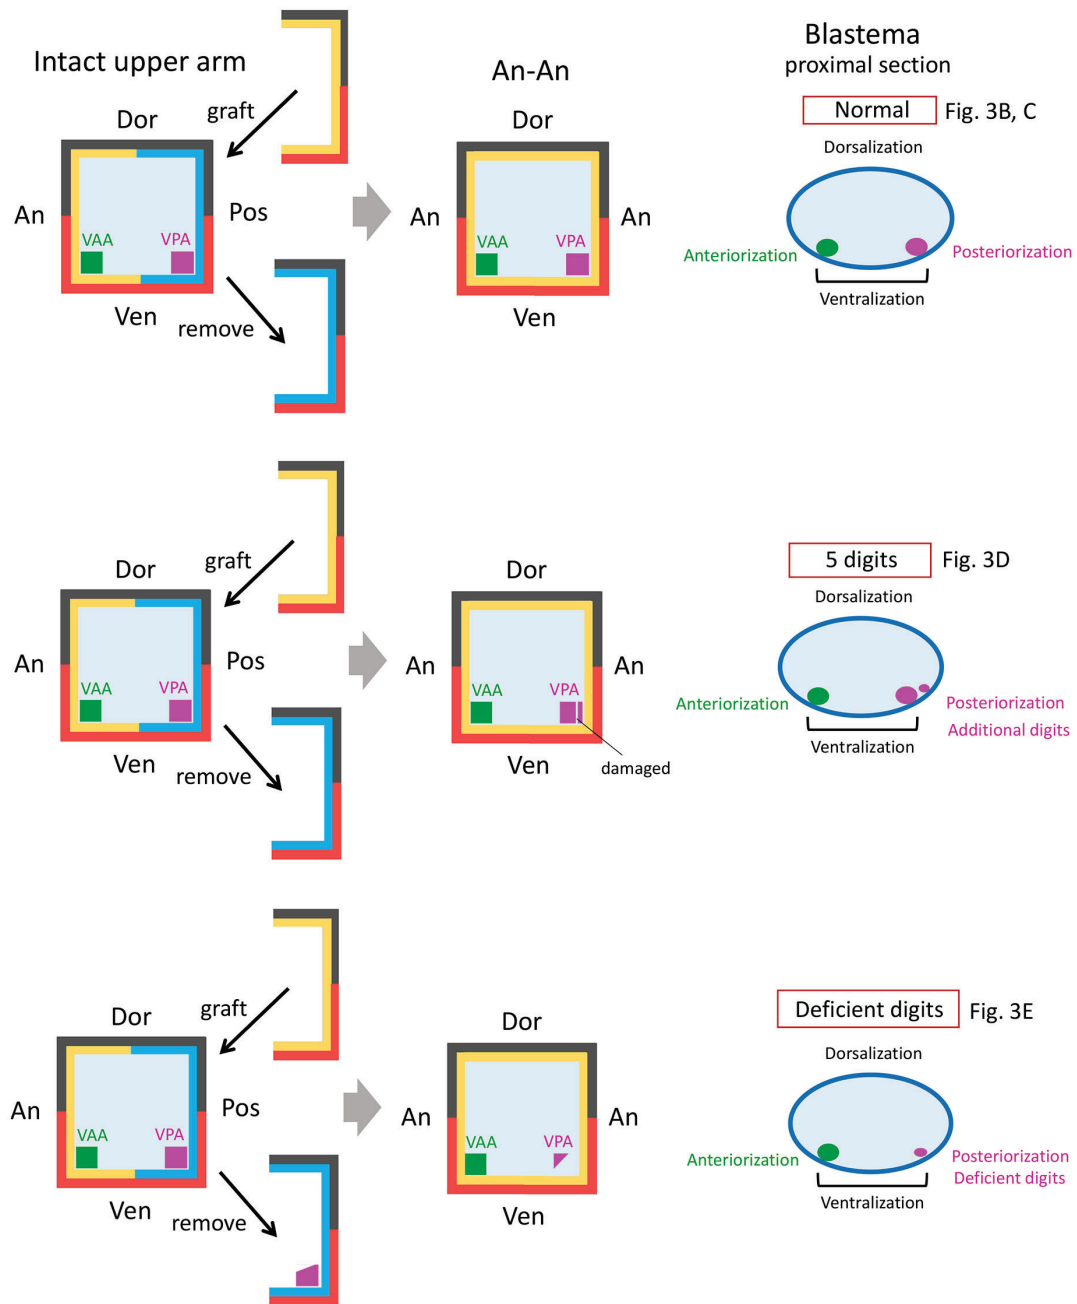 Intact upper arm
An-An
Blastema
proximal section
graft
Normal
Fig. 3B, C
Dor
Dor
Dorsalization
An
Pos
An
An
VAA
VPA
VAA
VPA
Anteriorization
Posteriorization
Ven
Ven
Ventralization
remove
graft
5 digits
Fig. 3D
Dor
Dor
Dorsalization
An
Pos
An
An
VAA
VPA
VAA
VPA
Anteriorization
Posteriorization
Additional digits
Ven
Ven
Ventralization
damaged
remove
graft
Deficient digits
Fig. 3E
Dor
Dor
Dorsalization
An
Pos
An
An
VAA
VPA
VAA
VPA
Anteriorization
Posteriorization
Deficient digits
Ven
Ven
Ventralization
remove